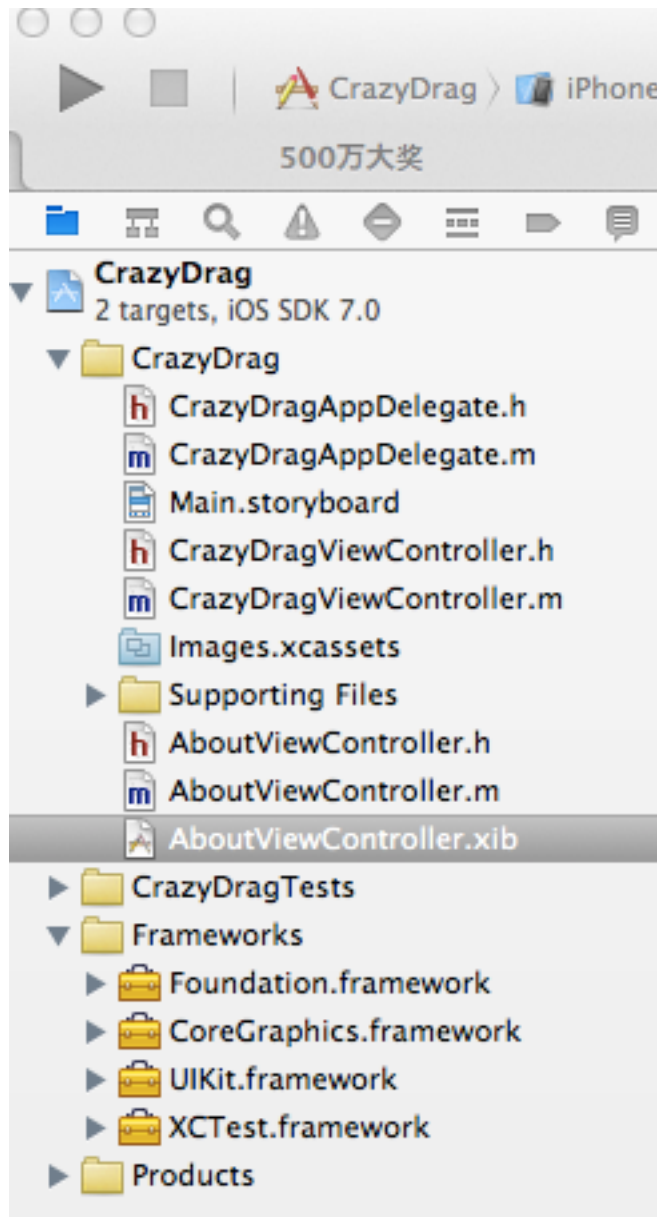 CrazyDrag iPhone
500万大奖
CrazyDrag
2 targets, iOS SDK 7.0
CrazyDrag
h CrazyDragAppDelegate.h
m CrazyDragAppDelegate.m
Main.storyboard
h CrazyDragViewController.h
m CrazyDragViewController.m
Images.xcassets
Supporting Files
h AboutViewController.h
m AboutViewController.m
AboutViewController.xib
CrazyDragTests
Frameworks
Foundation.framework
CoreGraphics.framework
UIKit.framework
XCTest.framework
Products